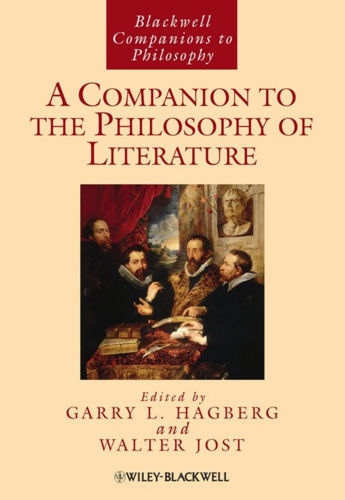 Blackwell
Companions to
Philosophy
A COMPANION TO
THE PHILOSOPHY OF
LITERATURE
Edited by
GARRY L. HAGBERG
and
WALTER JOST
WILEY-BLACKWELL